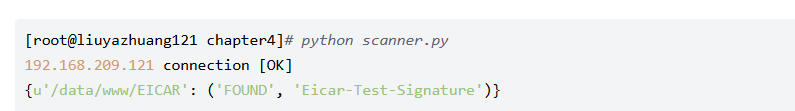 [root@liuyazhuang121 chapter4]# python scanner.py
192.168.209.121 connection [OK]
{u'/data/www/EICAR': ('FOUND', 'Eicar-Test-Signature')}